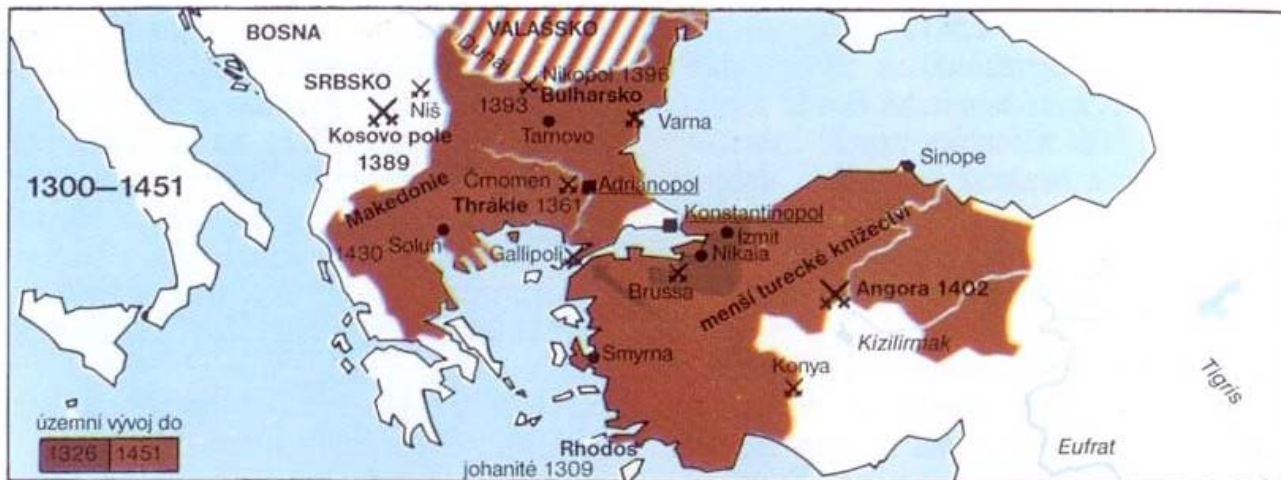 BOSNA
VALAŠSKO
Dunaj
SRBSKO
Niš
Nikopol 1396
1393
Bulharsko
Kosovo pole
1389
Tarnovo
Varna
1300—1451
Sinope
Makedonie
Črnomen
Adrianopol
Thrákie 1361
Konstantinopol
Izmit
1430
Solun
Gallipoli
Nikaia
Brussa
menší turecké knížectví
Angora 1402
Kizilirmak
Smyrna
Konya
Tigris
územní vývoj do
1326
1451
Rhodos
johanité 1309
Eufrat